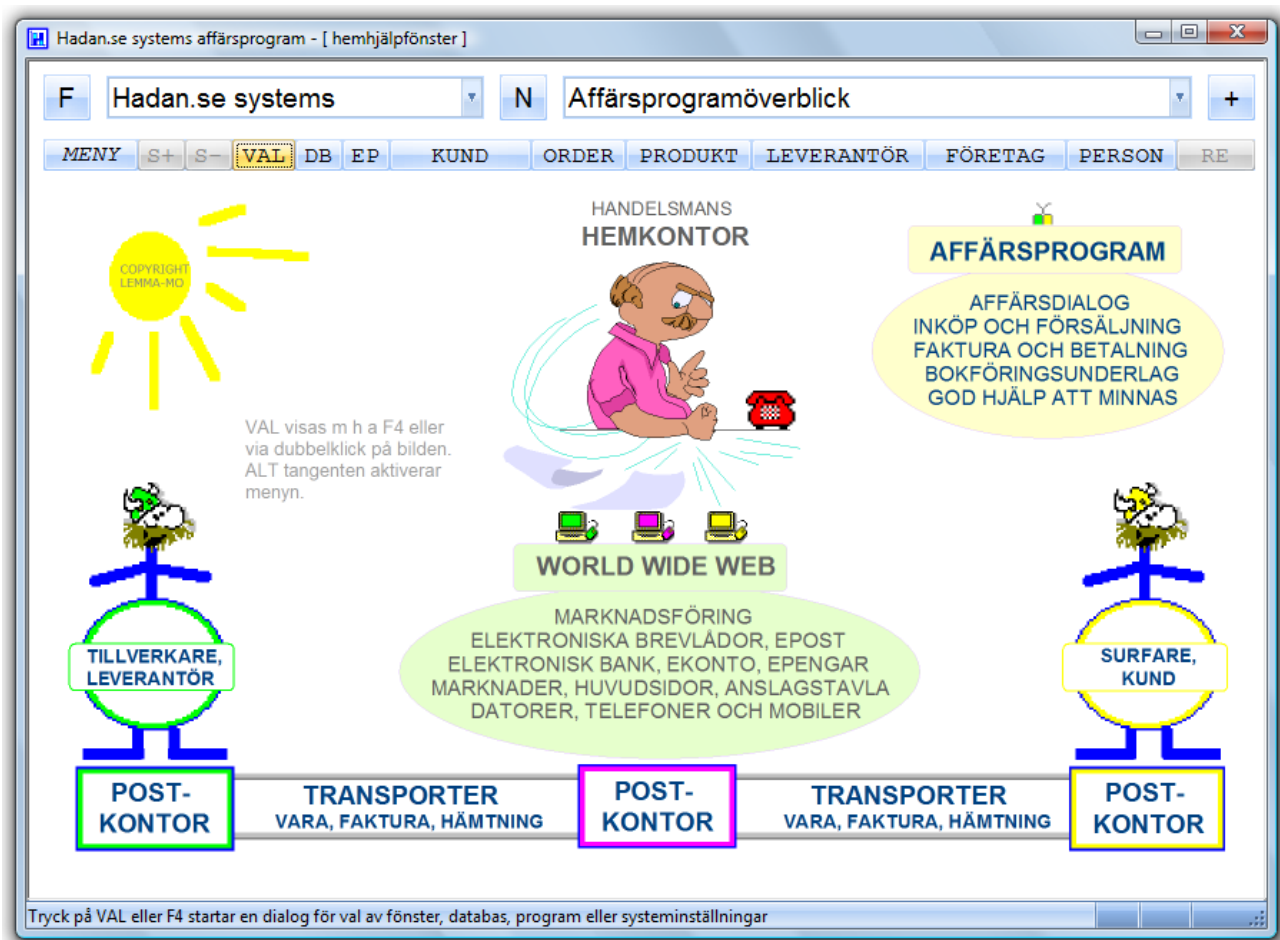 Hadan.se systems affärsprogram - [ hemhjälpfönster ]
F Hadan.se systems N Affärsprogramöverblick +
MENY S+ S- VAL DB EP KUND ORDER PRODUKT LEVERANTÖR FÖRETAG PERSON RE
COPYRIGHT
LEMMA-MO
HANDELSMANS
HEMKONTOR
AFFÄRSPROGRAM
AFFÄRSDIALOG
INKÖP OCH FÖRSÄLJNING
FAKTURA OCH BETALNING
BOKFÖRINGSUNDERLAG
GOD HJÄLP ATT MINNAS
VAL visas m h a F4 eller
via dubbelklick på bilden.
ALT tangenten aktiverar
menyn.
WORLD WIDE WEB
MARKNADSFÖRING
ELEKTRONISKA BREVLÅDOR, EPOST
ELEKTRONISK BANK, EKONTO, EPENGAR
MARKNADER, HUVUDSIDOR, ANSLAGSTAVLA
DATORER, TELEFONER OCH MOBILER
TILLVERKARE,
LEVERANTÖR
SURFARE,
KUND
POST-
KONTOR
TRANSPORTER
VARA, FAKTURA, HÄMTNING
POST-
KONTOR
TRANSPORTER
VARA, FAKTURA, HÄMTNING
POST-
KONTOR
Tryck på VAL eller F4 startar en dialog för val av fönster, databas, program eller systeminställningar